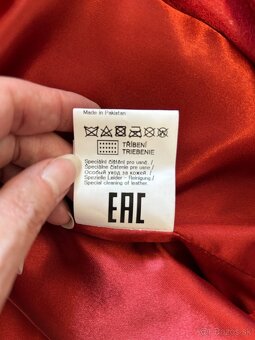 Made in Pakistan
TŘÍBENÍ
TRIEBENIE
Speciální čištění pro usně. /
Špeciálne čistenie pre usne /
Особый уход за кожей. /
Spezielle Leder - Reinigung /
Special cleaning of leather.
EAC